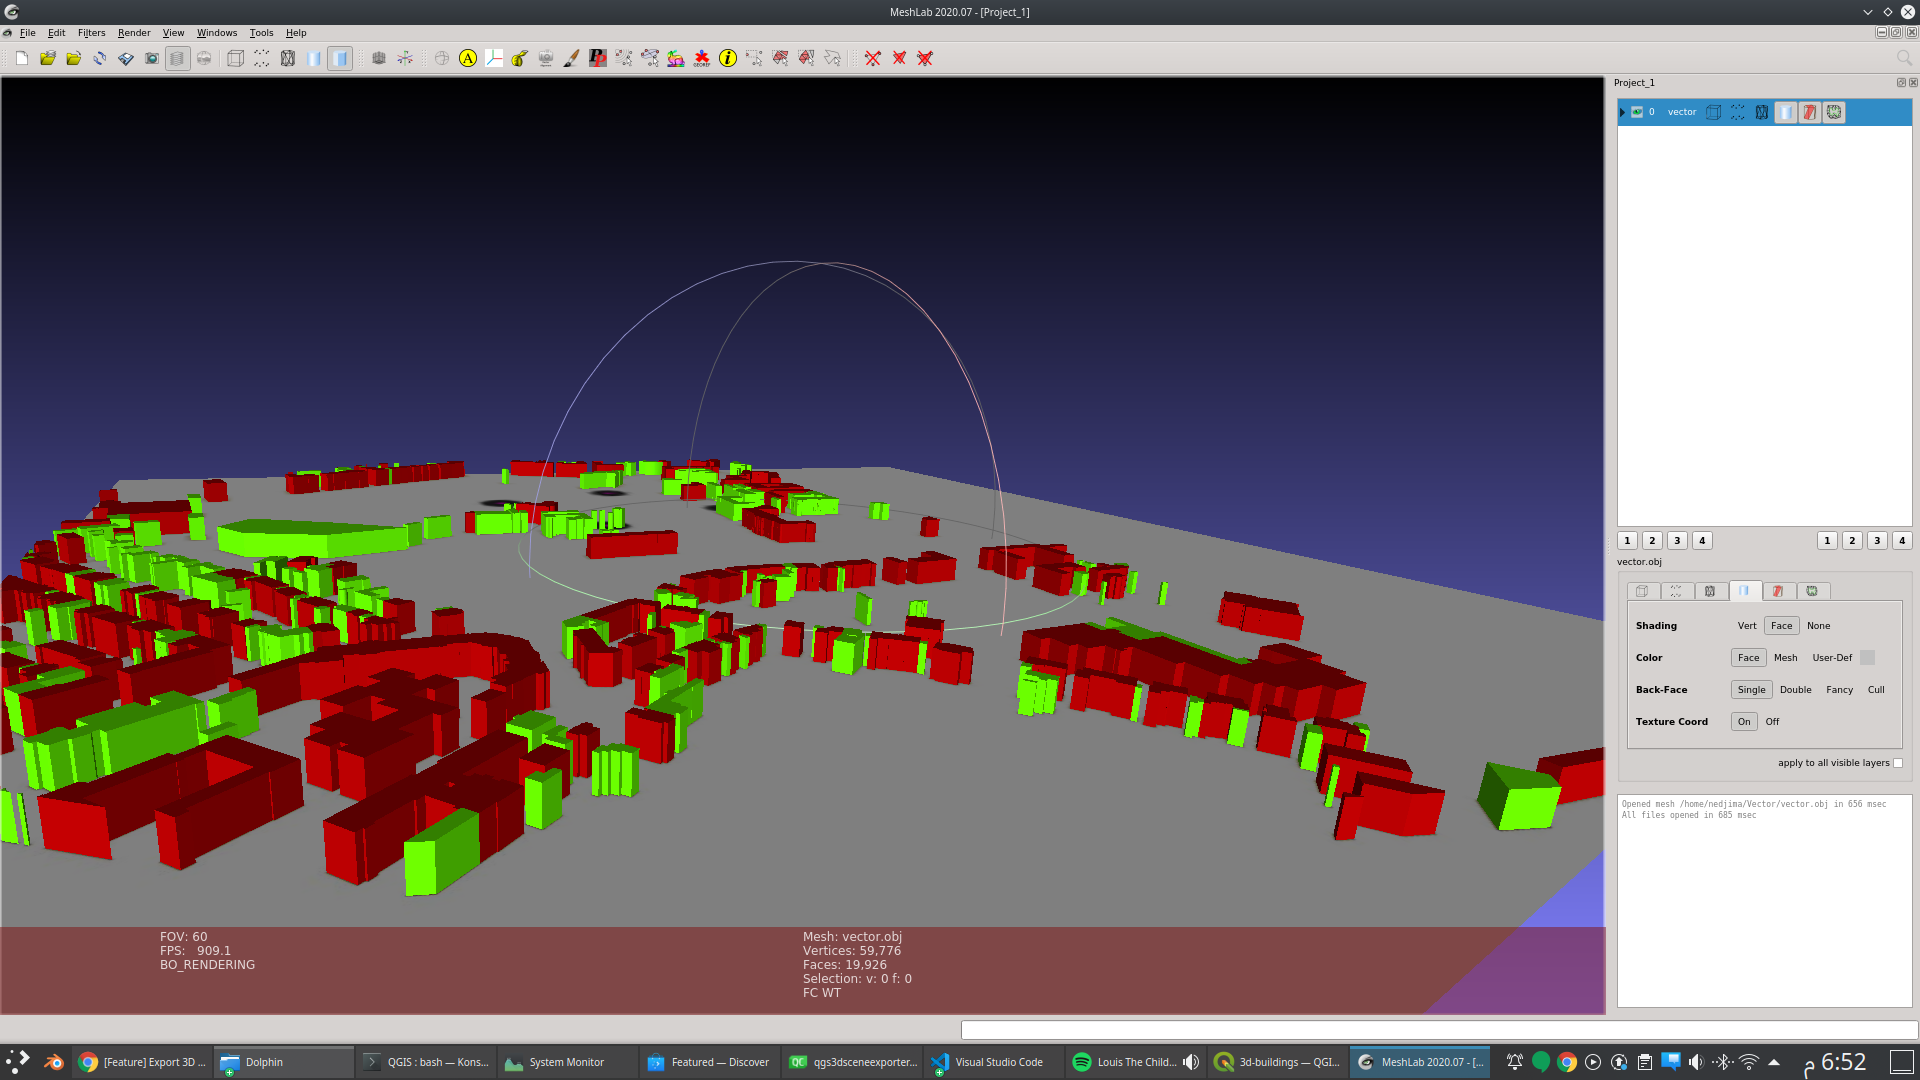 MeshLab 2020.07 - [Project_1]
File Edit Filters Render View Windows Tools Help
A
GEOREF
Project_1
0 vector
1 2 3 4 1 2 3 4
vector.obj
Shading Vert Face None
Color Face Mesh User-Def
Back-Face Single Double Fancy Cull
Texture Coord On Off
apply to all visible layers
Opened mesh /home/nedjima/Vector/vector.obj in 656 msec
All files opened in 685 msec
FOV: 60
FPS: 909.1
BO_RENDERING
Mesh: vector.obj
Vertices: 59,776
Faces: 19,926
Selection: v: 0 f: 0
FC WT
[Feature] Export 3D ... Dolphin QGIS : bash — Kons... System Monitor Featured — Discover QC qgs3dsceneexporter... Visual Studio Code Louis The Child... 3d-buildings — QGI... MeshLab 2020.07 - [... 6:52 م